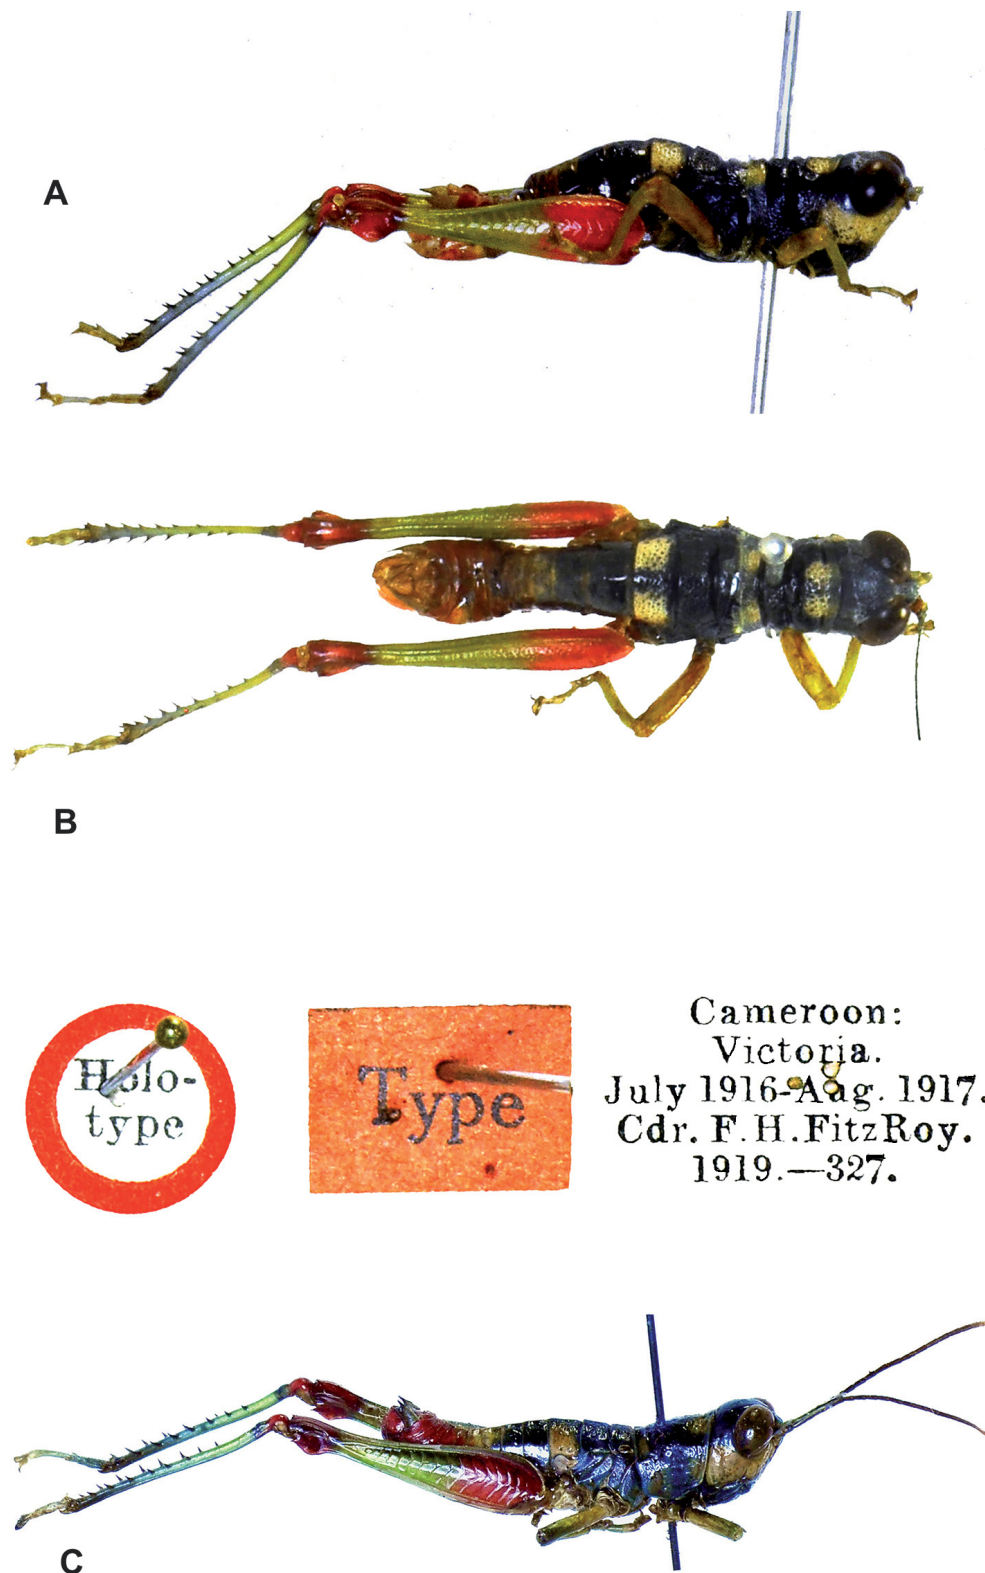 A
B
Holo-
type
Type
Cameroon:
Victoria.
July 1916-Aug. 1917.
Cdr. F. H. FitzRoy.
1919.—327.
C